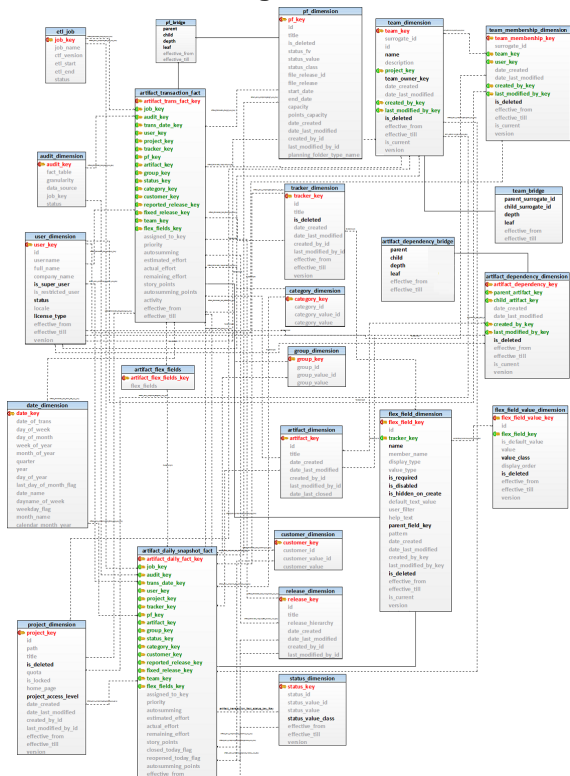 etl_job
job_key
job_name
ctl_version
etl_start
etl_end
status
pf_bridge
parent
child
depth
leaf
effective_from
effective_till
pf_dimension
pf_key
id
title
is_deleted
status_fv
status_value
status_class
file_release_id
file_release
start_date
end_date
capacity
points_capacity
date_created
date_last_modified
created_by_id
last_modified_by_id
planning_folder_type_name
team_dimension
team_key
surrogate_id
id
name
description
project_key
team_owner_key
date_created
date_last_modified
created_by_key
last_modified_by_key
is_deleted
effective_from
effective_till
is_current
version
team_membership_dimension
team_membership_key
surrogate_id
team_key
user_key
date_created
date_last_modified
created_by_key
last_modified_by_key
is_deleted
effective_from
effective_till
is_current
version
artifact_transaction_fact
artifact_trans_fact_key
job_key
audit_key
trans_date_key
user_key
project_key
tracker_key
pf_key
artifact_key
group_key
status_key
category_key
customer_key
reported_release_key
fixed_release_key
team_key
flex_fields_key
assigned_to_key
priority
autosumming
estimated_effort
actual_effort
remaining_effort
story_points
autosumming_points
activity
effective_from
effective_till
audit_dimension
audit_key
fact_table
granularity
data_source
job_key
status
tracker_dimension
tracker_key
id
title
is_deleted
date_created
date_last_modified
created_by_id
last_modified_by_id
effective_from
effective_till
team_bridge
parent_surrogate_id
child_surrogate_id
depth
leaf
effective_from
effective_till
user_dimension
user_key
id
username
full_name
company_name
is_super_user
is_restricted_user
status
locale
license_type
effective_from
effective_till
version
artifact_dependency_bridge
parent
child
depth
leaf
effective_from
effective_till
artifact_dependency_dimension
artifact_dependency_key
parent_artifact_key
child_artifact_key
date_created
date_last_modified
created_by_key
last_modified_by_key
is_deleted
effective_from
effective_till
is_current
version
category_dimension
category_key
category_id
category_value_id
category_value
group_dimension
group_key
group_id
group_value_id
group_value
artifact_flex_fields
artifact_flex_fields_key
flex_fields
date_dimension
date_key
date_of_trans
day_of_week
day_of_month
week_of_year
month_of_year
quarter
year
day_of_year
last_day_of_month_flag
date_name
dayname_of_week
weekday_flag
month_name
calendar_month_year
artifact_dimension
artifact_key
id
title
date_created
date_last_modified
created_by_id
last_modified_by_id
date_last_closed
flex_field_dimension
flex_field_key
id
tracker_key
name
member_name
display_type
value_type
is_required
is_disabled
is_hidden_on_create
default_text_value
user_filter
help_text
parent_field_key
pattern
date_created
date_last_modified
created_by_key
last_modified_by_key
is_deleted
effective_from
effective_till
is_current
version
flex_field_value_dimension
flex_field_value_key
id
flex_field_key
is_default_value
value
value_class
display_order
is_deleted
effective_from
effective_till
version
customer_dimension
customer_key
customer_id
customer_value_id
customer_value
artifact_daily_snapshot_fact
artifact_daily_fact_key
job_key
audit_key
trans_date_key
user_key
project_key
tracker_key
pf_key
artifact_key
group_key
status_key
category_key
customer_key
reported_release_key
fixed_release_key
team_key
flex_fields_key
assigned_to_key
priority
autosumming
estimated_effort
actual_effort
remaining_effort
story_points
closed_today_flag
reopened_today_flag
autosumming_points
effective_from
release_dimension
release_key
id
title
release_hierarchy
date_created
date_last_modified
created_by_id
last_modified_by_id
project_dimension
project_key
id
path
title
is_deleted
quota
is_locked
home_page
project_access_level
date_created
date_last_modified
created_by_id
last_modified_by_id
effective_from
effective_till
version
status_dimension
status_key
status_id
status_value_id
status_value
status_value_class
effective_from
effective_till
version